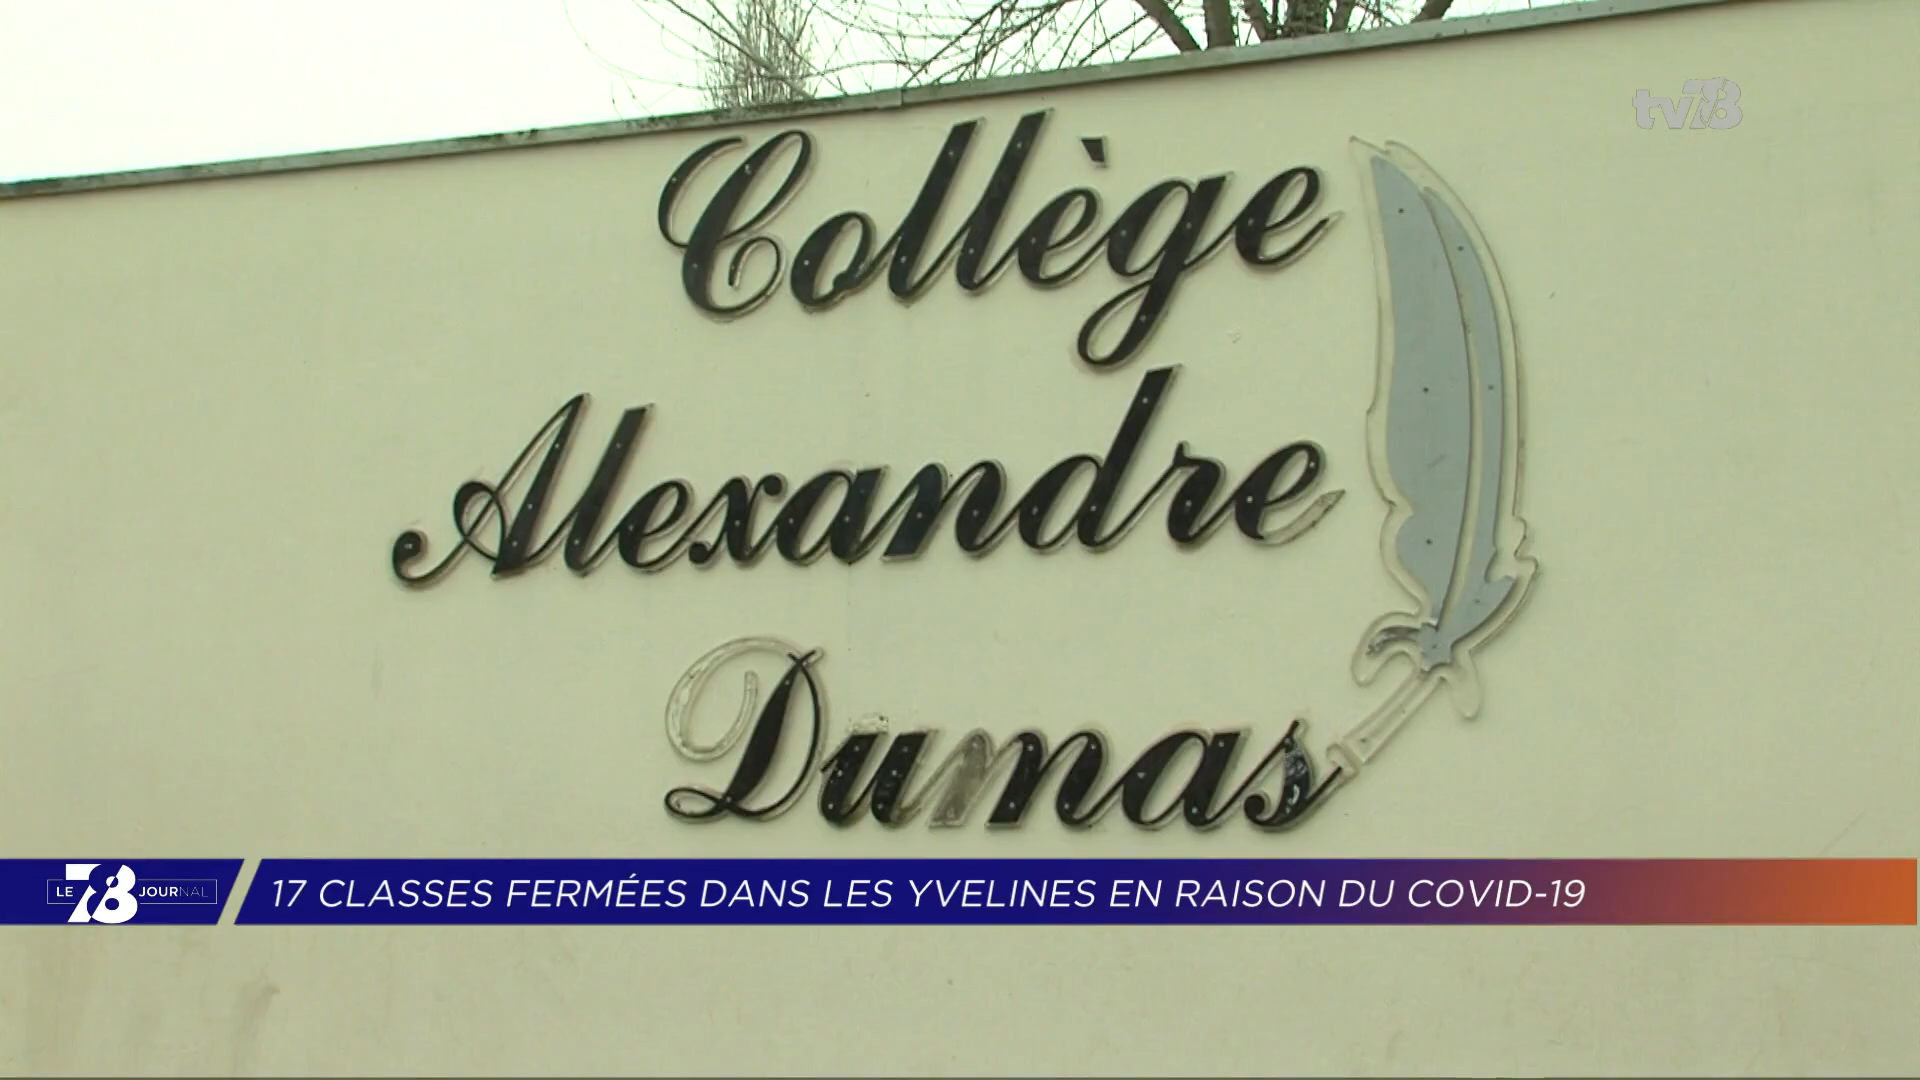 tv78
Collège
Alexandre
Dumas
LE 78 JOURNAL
17 CLASSES FERMÉES DANS LES YVELINES EN RAISON DU COVID-19